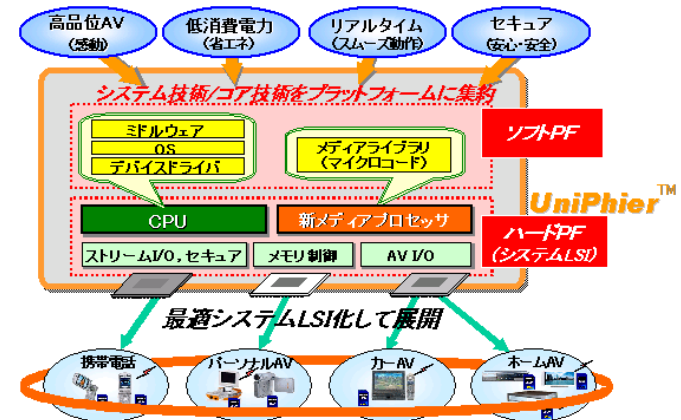 高品位AV
(感動)
低消費電力
(省エネ)
リアルタイム
(スムーズ動作)
セキュア
(安心・安全)
システム技術/コア技術をプラットフォームに集約
ミドルウェア
OS
デバイスドライバ
メディアライブラリ
(マイクロコード)
ソフトPF
CPU
新メディアプロセッサ
UniPhier™
ハードPF
(システムLSI)
ストリームI/O,セキュア
メモリ制御
AV I/O
最適システムLSI化して展開
携帯電話
パーソナルAV
カーAV
ホームAV